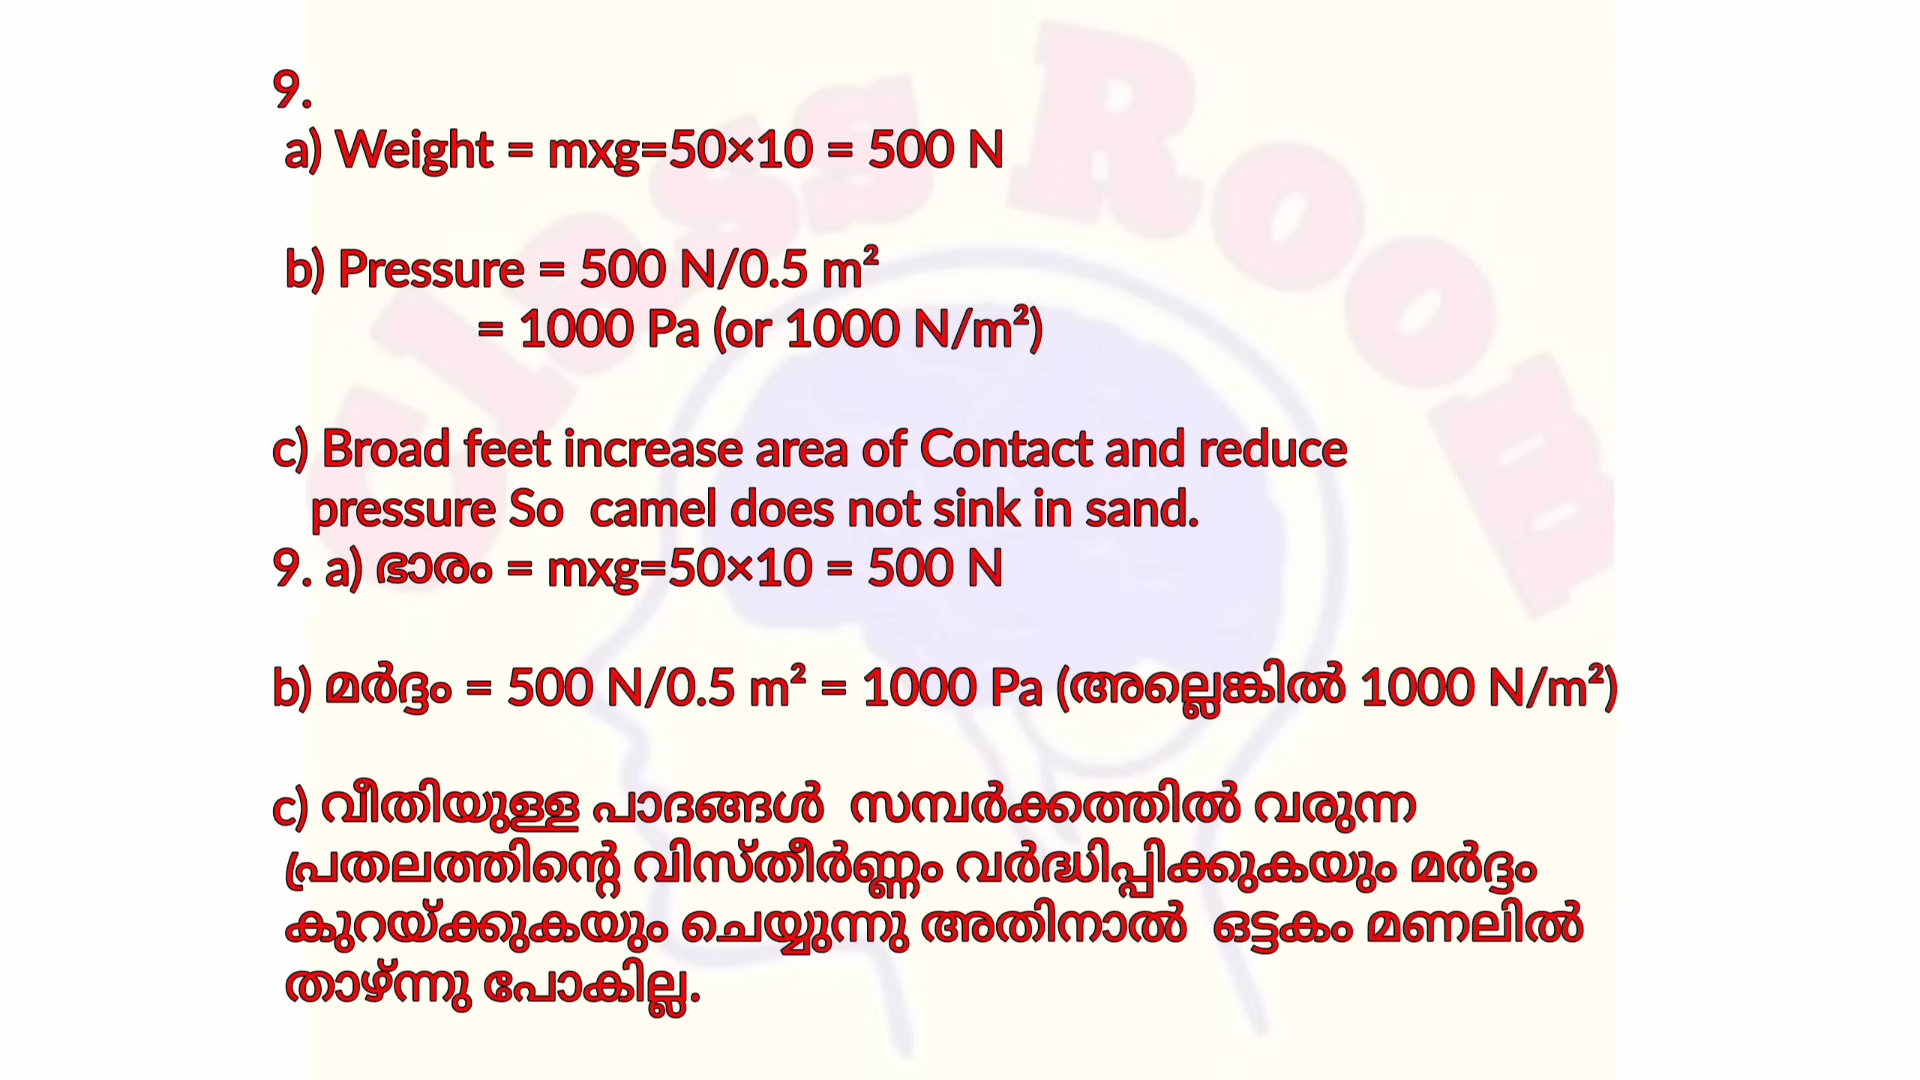 9.
a) Weight = mxg=50×10 = 500 N
b) Pressure = 500 N/0.5 m²
= 1000 Pa (or 1000 N/m²)
c) Broad feet increase area of Contact and reduce
pressure So camel does not sink in sand.
9. a) ഭാരം = mxg=50×10 = 500 N
b) മർദ്ദം = 500 N/0.5 m² = 1000 Pa (അല്ലെങ്കിൽ 1000 N/m²)
c) വീതിയുള്ള പാദങ്ങൾ സമ്പർക്കത്തിൽ വരുന്ന
പ്രതലത്തിന്റെ വിസ്തീർണ്ണം വർദ്ധിപ്പിക്കുകയും മർദ്ദം
കുറയ്ക്കുകയും ചെയ്യുന്നു അതിനാൽ ഒട്ടകം മണലിൽ
താഴ്ന്നു പോകില്ല.
Class Room